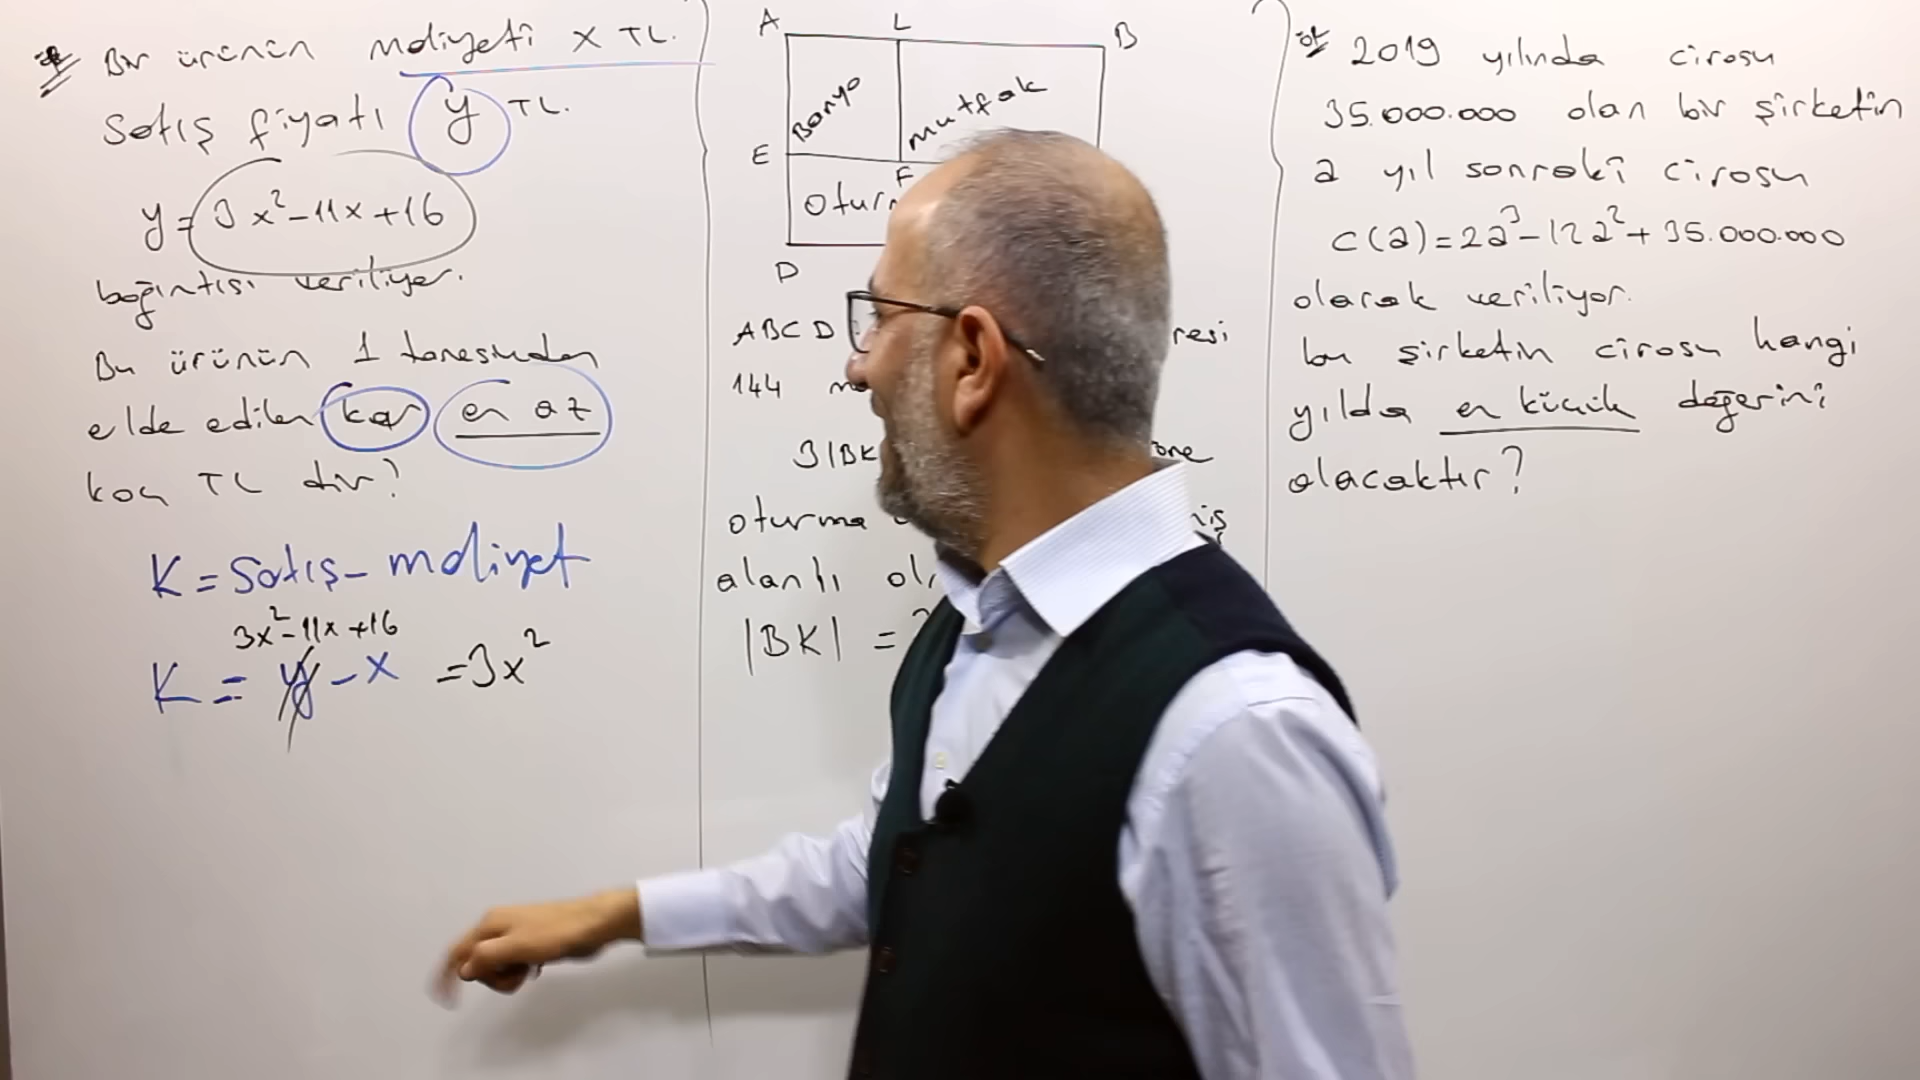 Bir ürünün maliyeti x TL.
Satış fiyatı y TL.
y = 3x²-11x+16
bağıntısı veriliyor.
Bu ürünün 1 tanesinden
elde edilen kar en az
kaç TL dir?
K = Satış - maliyet
3x²-11x+16
K = y - x = 3x²
A L B
Banyo mutfak
E F
D
ABCD resi
144
3|BK
oturma
alanlı
|BK| = ?
ör 2019 yılında cirosu
35.000.000 olan bir şirketin
a yıl sonraki cirosu
c(a)=2a³-12a²+35.000.000
olarak veriliyor.
bu şirketin cirosu hangi
yılda en küçük değerini
alacaktır?